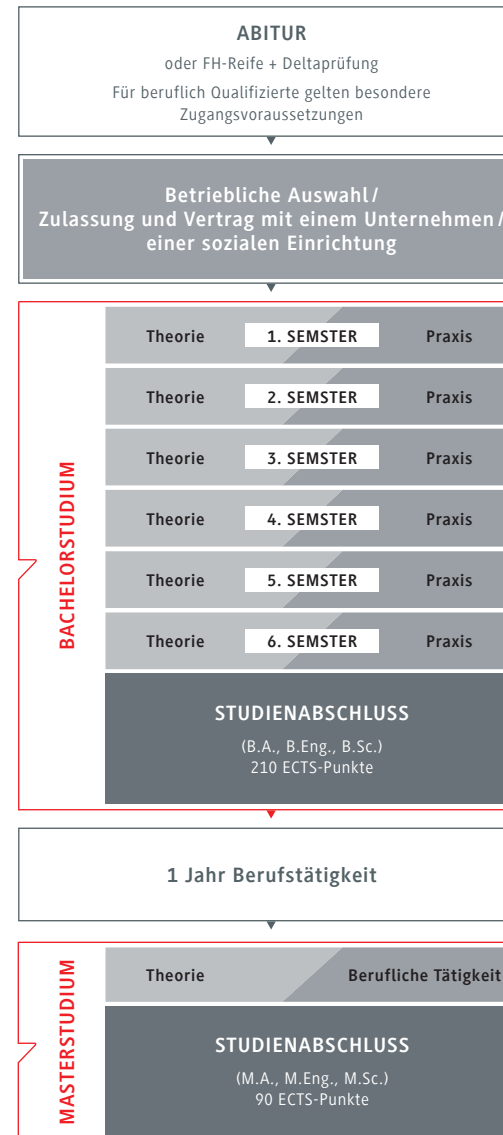 ABITUR
oder FH-Reife + Deltaprüfung
Für beruflich Qualifizierte gelten besondere
Zugangsvoraussetzungen
Betriebliche Auswahl/
Zulassung und Vertrag mit einem Unternehmen/
einer sozialen Einrichtung
BACHELORSTUDIUM
Theorie 1. SEMSTER Praxis
Theorie 2. SEMSTER Praxis
Theorie 3. SEMSTER Praxis
Theorie 4. SEMSTER Praxis
Theorie 5. SEMSTER Praxis
Theorie 6. SEMSTER Praxis
STUDIENABSCHLUSS
(B.A., B.Eng., B.Sc.)
210 ECTS-Punkte
1 Jahr Berufstätigkeit
MASTERSTUDIUM
Theorie Berufliche Tätigkeit
STUDIENABSCHLUSS
(M.A., M.Eng., M.Sc.)
90 ECTS-Punkte